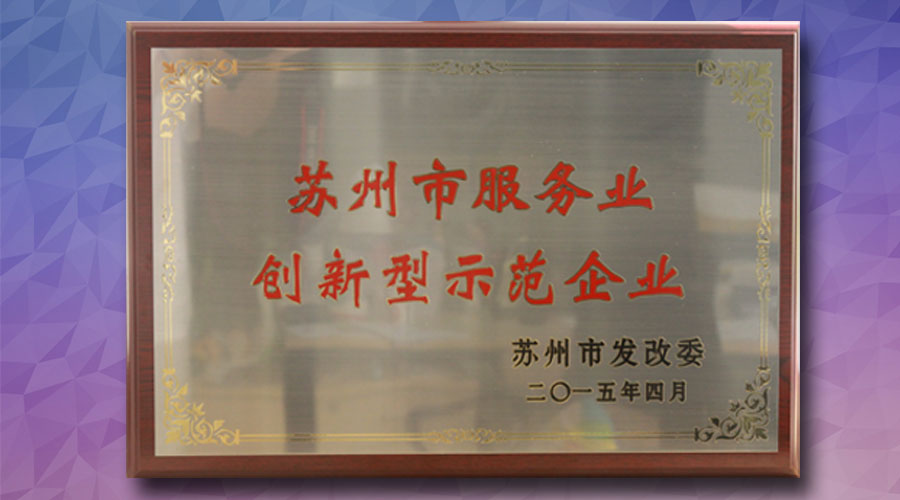 苏州市服务业
创新型示范企业
苏州市发改委
二〇一五年四月